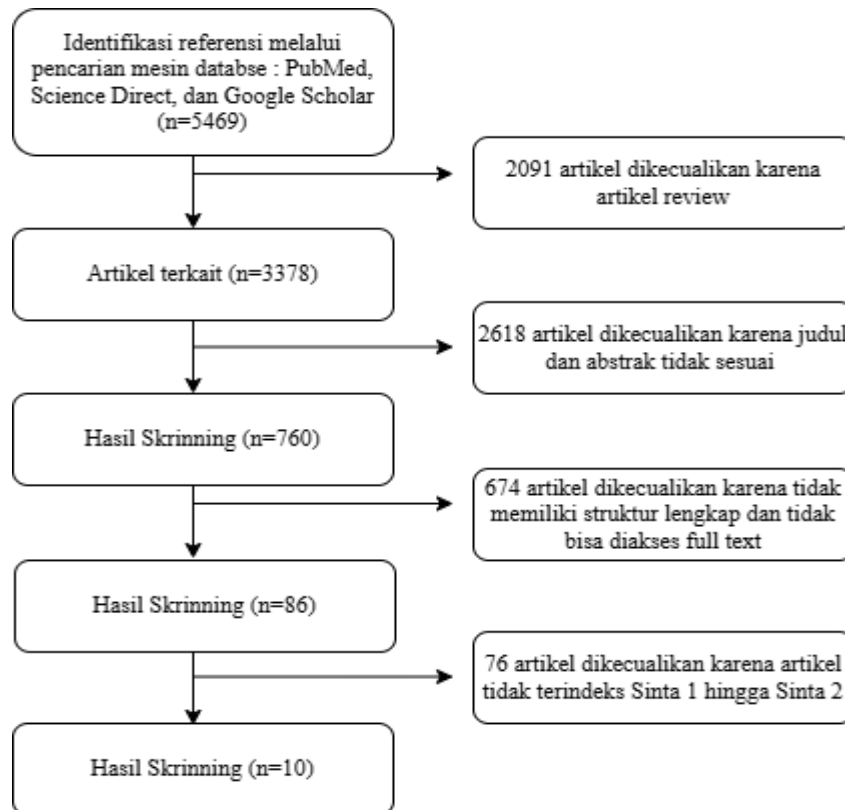 Identifikasi referensi melalui
pencarian mesin databse : PubMed,
Science Direct, dan Google Scholar
(n=5469)
2091 artikel dikecualikan karena
artikel review
Artikel terkait (n=3378)
2618 artikel dikecualikan karena judul
dan abstrak tidak sesuai
Hasil Skrinning (n=760)
674 artikel dikecualikan karena tidak
memiliki struktur lengkap dan tidak
bisa diakses full text
Hasil Skrinning (n=86)
76 artikel dikecualikan karena artikel
tidak terindeks Sinta 1 hingga Sinta 2
Hasil Skrinning (n=10)